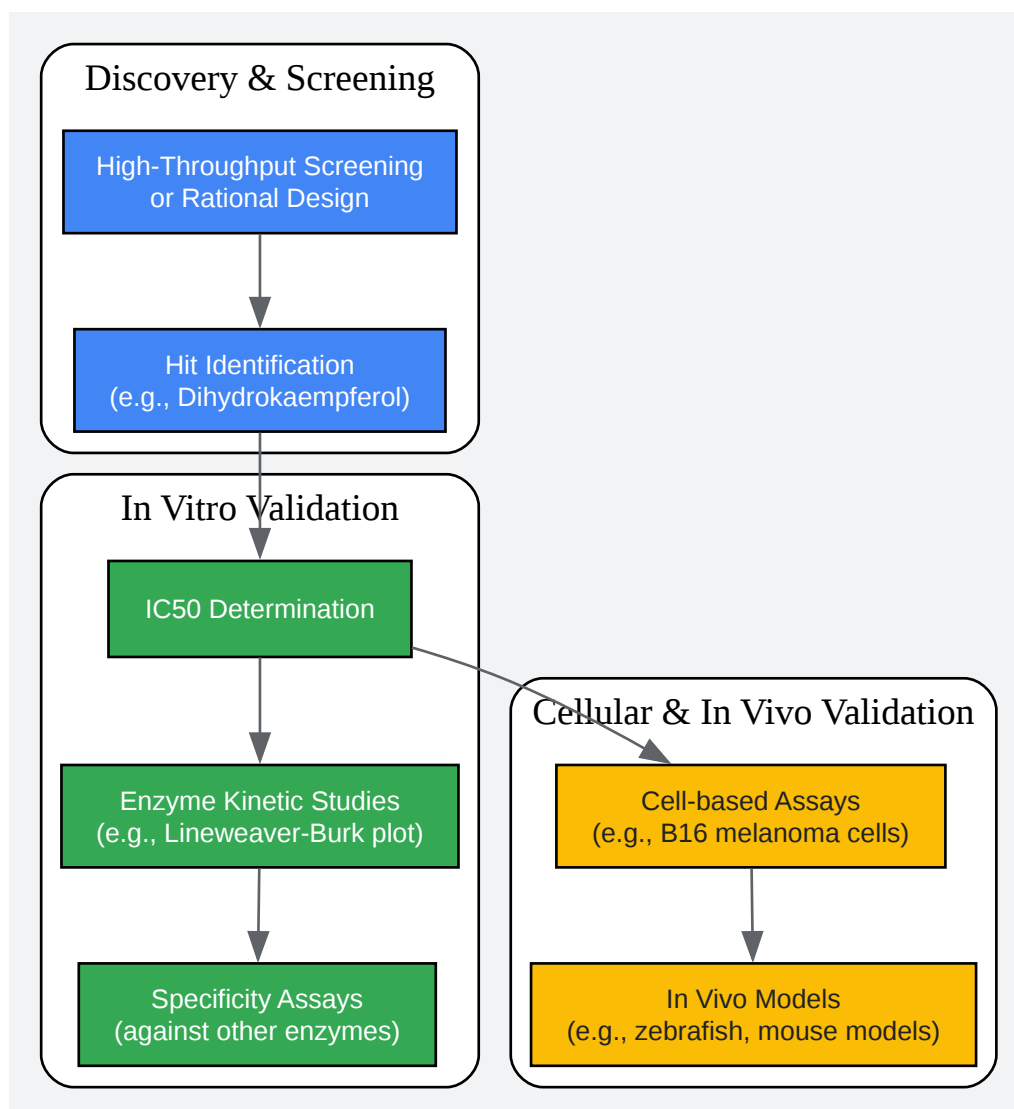 Discovery & Screening
High-Throughput Screening
or Rational Design
Hit Identification
(e.g., Dihydrokaempferol)
In Vitro Validation
IC50 Determination
Enzyme Kinetic Studies
(e.g., Lineweaver-Burk plot)
Specificity Assays
(against other enzymes)
Cellular & In Vivo Validation
Cell-based Assays
(e.g., B16 melanoma cells)
In Vivo Models
(e.g., zebrafish, mouse models)